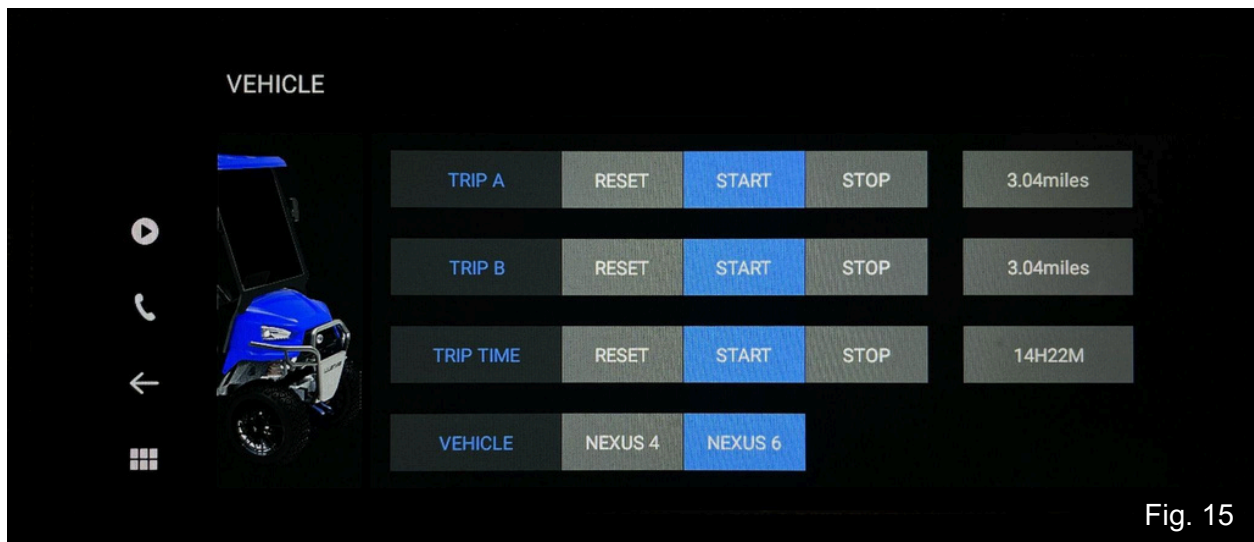 VEHICLE
TRIP A RESET START STOP 3.04miles
TRIP B RESET START STOP 3.04miles
TRIP TIME RESET START STOP 14H22M
VEHICLE NEXUS 4 NEXUS 6
Fig. 15